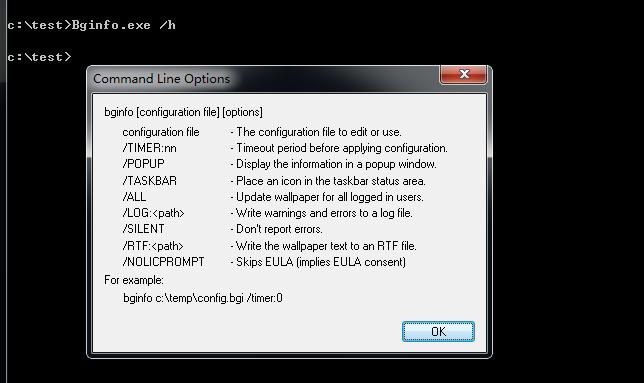 c:\test>Bginfo.exe /h
c:\test>
Command Line Options
bginfo [configuration file] [options]
configuration file - The configuration file to edit or use.
/TIMER:nn - Timeout period before applying configuration.
/POPUP - Display the information in a popup window.
/TASKBAR - Place an icon in the taskbar status area.
/ALL - Update wallpaper for all logged in users.
/LOG:<path> - Write warnings and errors to a log file.
/SILENT - Don't report errors.
/RTF:<path> - Write the wallpaper text to an RTF file.
/NOLICPROMPT - Skips EULA (implies EULA consent)
For example:
bginfo c:\temp\config.bgi /timer:0
OK